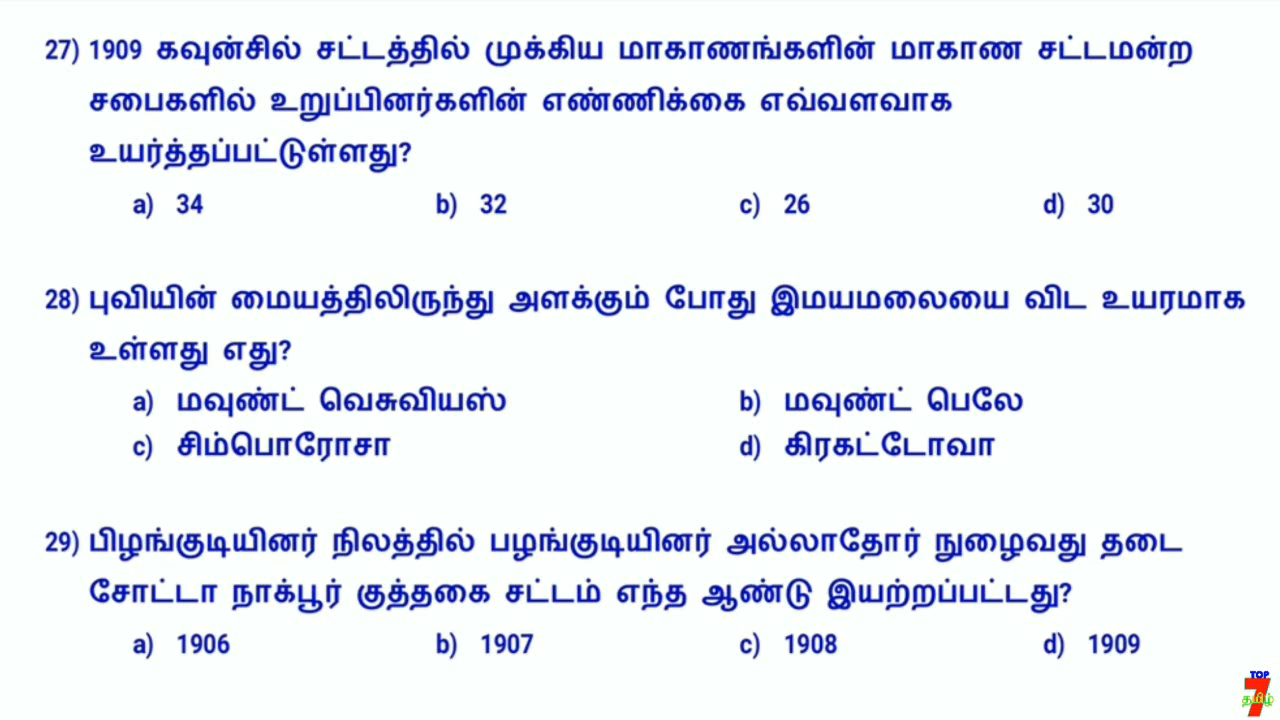 27) 1909 கவுன்சில் சட்டத்தில் முக்கிய மாகாணங்களின் மாகாண சட்டமன்ற
சபைகளில் உறுப்பினர்களின் எண்ணிக்கை எவ்வளவாக
உயர்த்தப்பட்டுள்ளது?
a) 34 b) 32 c) 26 d) 30
28) புவியின் மையத்திலிருந்து அளக்கும் போது இமயமலையை விட உயரமாக
உள்ளது எது?
a) மவுண்ட் வெசுவியஸ் b) மவுண்ட் பெலே
c) சிம்பொரோசா d) கிரகட்டோவா
29) பிழங்குடியினர் நிலத்தில் பழங்குடியினர் அல்லாதோர் நுழைவது தடை
சோட்டா நாக்பூர் குத்தகை சட்டம் எந்த ஆண்டு இயற்றப்பட்டது?
a) 1906 b) 1907 c) 1908 d) 1909
TOP
7
தமிழ்